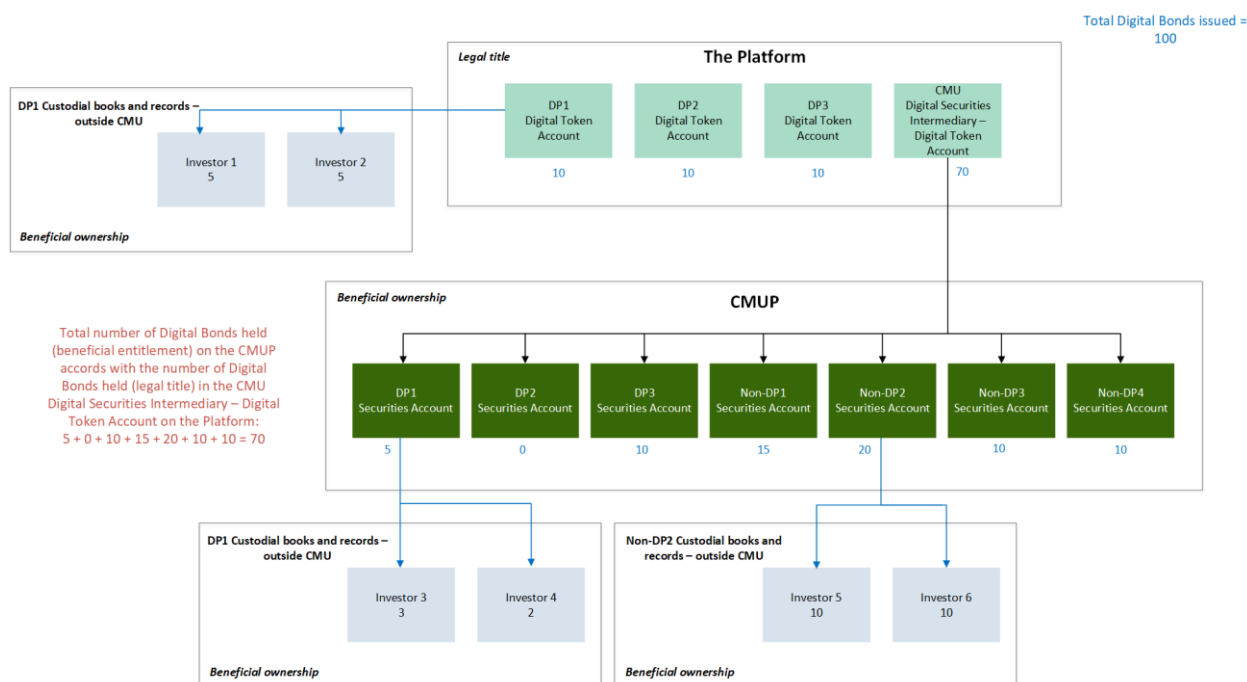 Total Digital Bonds issued =
100
Legal title
The Platform
DP1
Digital Token
Account
DP2
Digital Token
Account
DP3
Digital Token
Account
CMU
Digital Securities
Intermediary –
Digital Token
Account
10
10
10
70
DP1 Custodial books and records –
outside CMU
Investor 1
5
Investor 2
5
Beneficial ownership
Beneficial ownership
CMUP
Total number of Digital Bonds held
(beneficial entitlement) on the CMUP
accords with the number of Digital
Bonds held (legal title) in the CMU
Digital Securities Intermediary – Digital
Token Account on the Platform:
5 + 0 + 10 + 15 + 20 + 10 + 10 = 70
DP1
Securities Account
DP2
Securities Account
DP3
Securities Account
Non-DP1
Securities Account
Non-DP2
Securities Account
Non-DP3
Securities Account
Non-DP4
Securities Account
5
0
10
15
20
10
10
DP1 Custodial books and records –
outside CMU
Investor 3
3
Investor 4
2
Beneficial ownership
Non-DP2 Custodial books and
records – outside CMU
Investor 5
10
Investor 6
10
Beneficial ownership